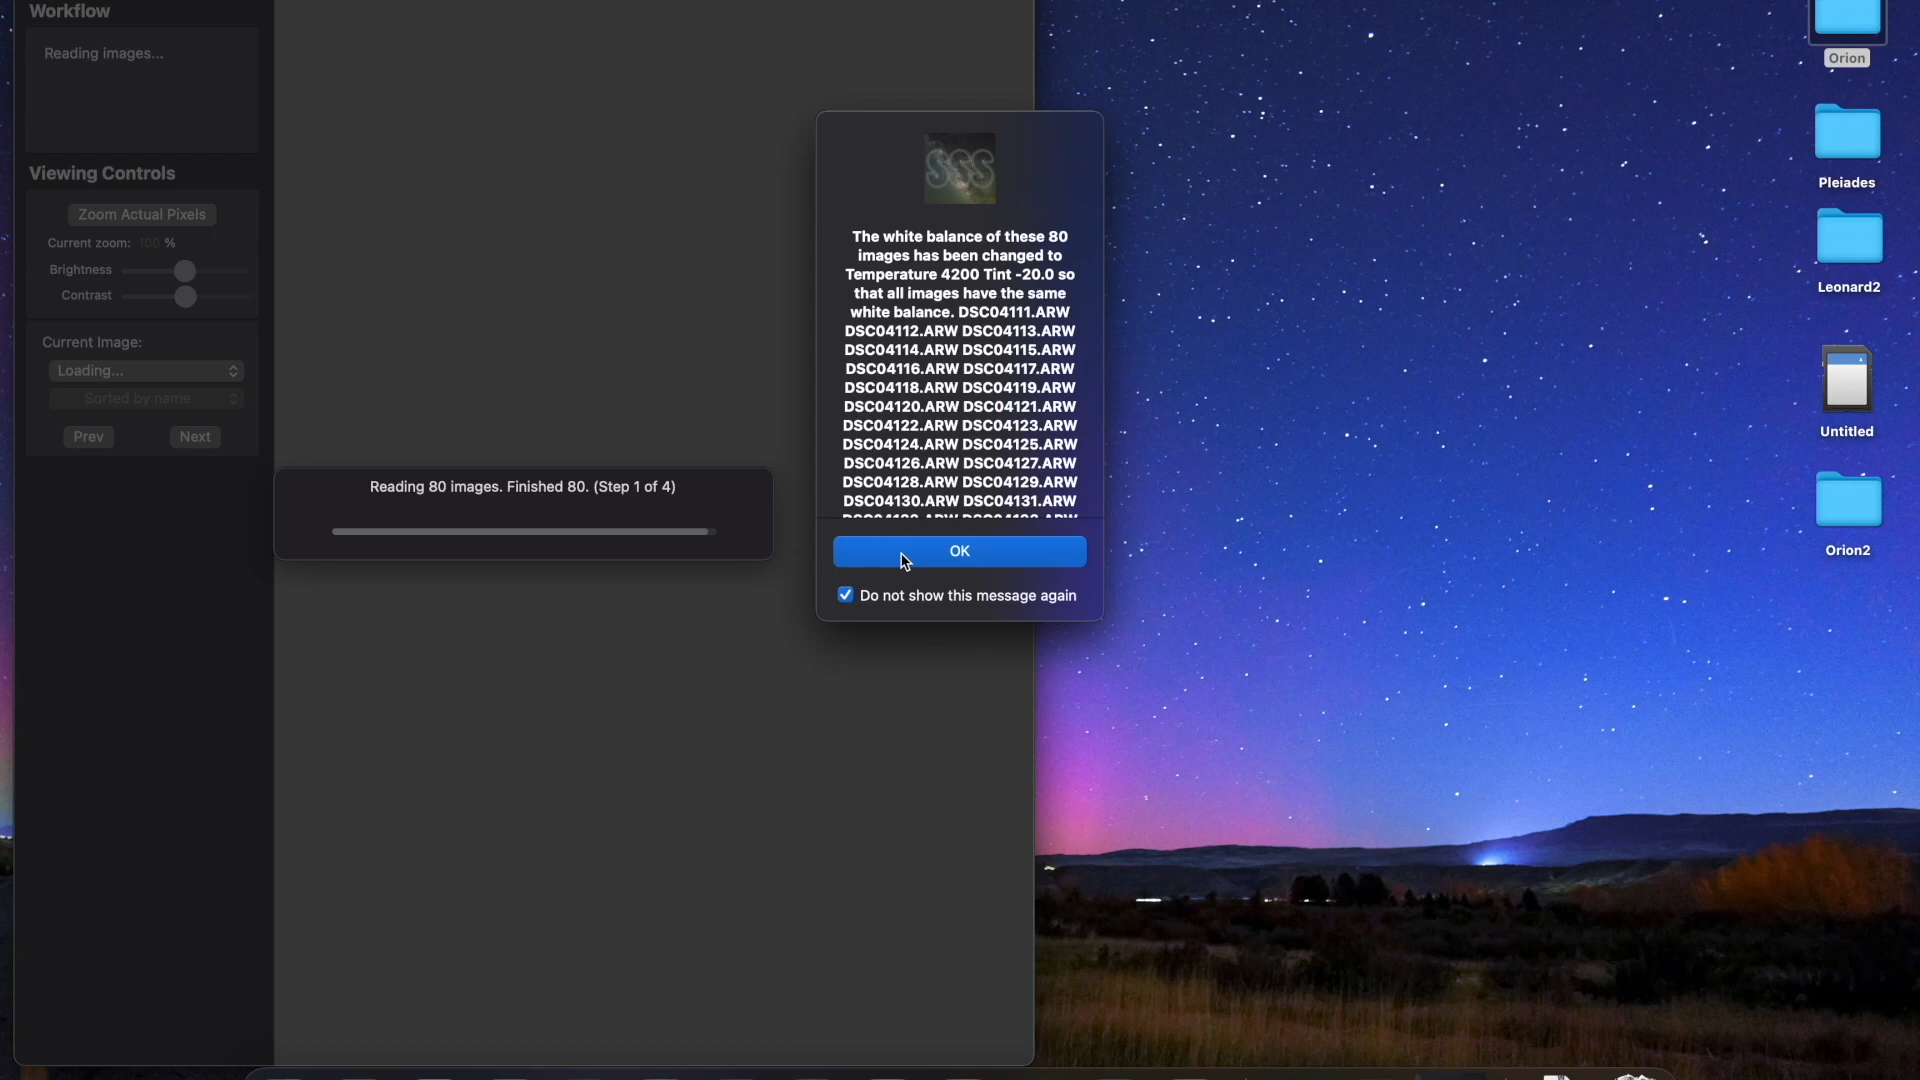 Workflow
Reading images...
Viewing Controls
Zoom Actual Pixels
Current zoom: 100 %
Brightness
Contrast
Current Image:
Loading...
Sorted by name
Prev
Next
Reading 80 images. Finished 80. (Step 1 of 4)
SSS
The white balance of these 80
images has been changed to
Temperature 4200 Tint -20.0 so
that all images have the same
white balance. DSC04111.ARW
DSC04112.ARW DSC04113.ARW
DSC04114.ARW DSC04115.ARW
DSC04116.ARW DSC04117.ARW
DSC04118.ARW DSC04119.ARW
DSC04120.ARW DSC04121.ARW
DSC04122.ARW DSC04123.ARW
DSC04124.ARW DSC04125.ARW
DSC04126.ARW DSC04127.ARW
DSC04128.ARW DSC04129.ARW
DSC04130.ARW DSC04131.ARW
OK
Do not show this message again
Orion
Pleiades
Leonard2
Untitled
Orion2